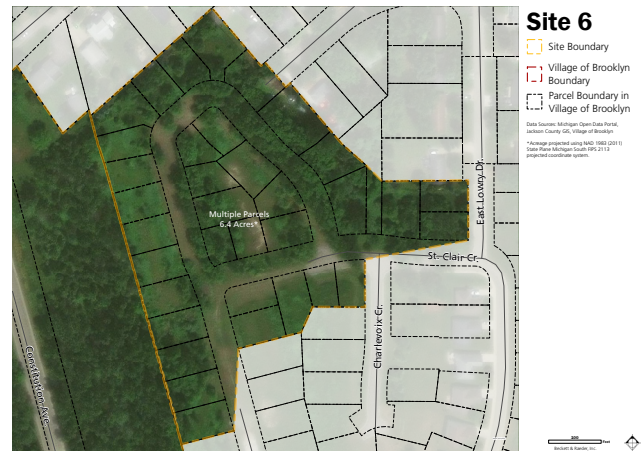 Site 6
Site Boundary
Village of Brooklyn
Boundary
Parcel Boundary in
Village of Brooklyn
Data Sources: Michigan Open Data Portal,
Jackson County GIS, Village of Brooklyn
*Acreage projected using NAD 1983 (2011)
State Plane Michigan South FIPS 2113
projected coordinate system.
Multiple Parcels
6.4 Acres*
East Lowry Dr.
St. Clair Cr.
Charlevoix Cr.
Constitution Ave
100
Feet
Beckett & Raeder, Inc.